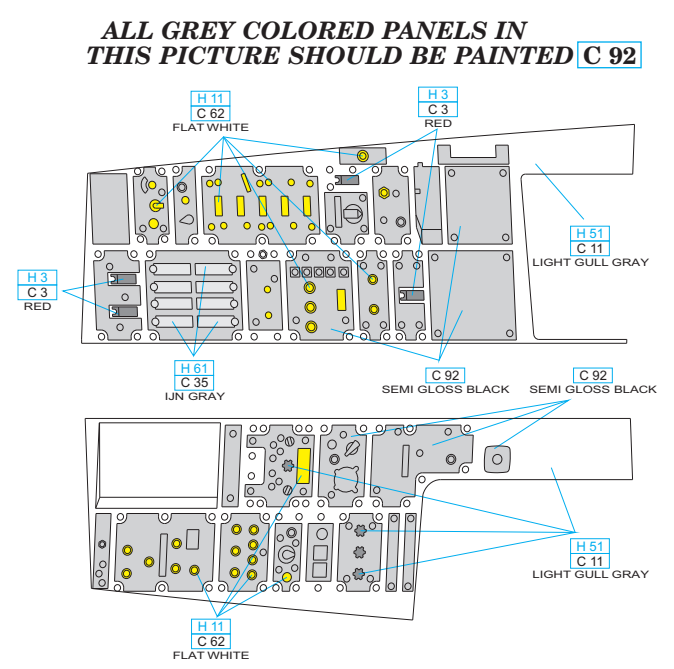 ALL GREY COLORED PANELS IN
THIS PICTURE SHOULD BE PAINTED C 92
H 11
C 62
FLAT WHITE
H 3
C 3
RED
H 51
C 11
LIGHT GULL GRAY
H 3
C 3
RED
H 61
C 35
IJN GRAY
C 92
SEMI GLOSS BLACK
C 92
SEMI GLOSS BLACK
H 51
C 11
LIGHT GULL GRAY
H 11
C 62
FLAT WHITE